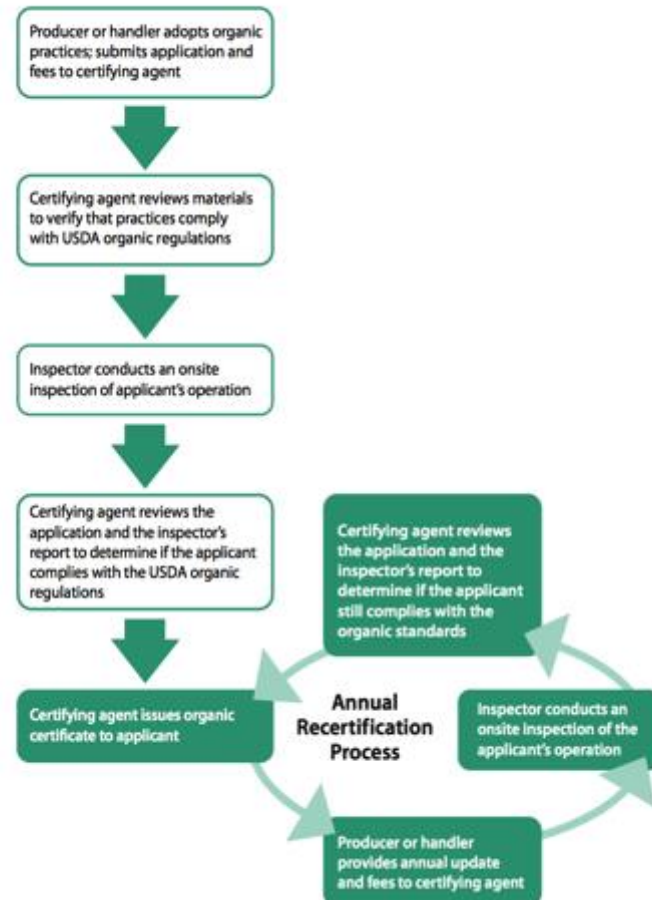 Producer or handler adopts organic
practices; submits application and
fees to certifying agent
Certifying agent reviews materials
to verify that practices comply
with USDA organic regulations
Inspector conducts an onsite
inspection of applicant's operation
Certifying agent reviews the
application and the inspector's
report to determine if the applicant
complies with the USDA organic
regulations
Certifying agent issues organic
certificate to applicant
Annual
Recertification
Process
Producer or handler
provides annual update
and fees to certifying agent
Inspector conducts an
onsite inspection of the
applicant's operation
Certifying agent reviews
the application and the
inspector's report to
determine if the applicant
still complies with the
organic standards